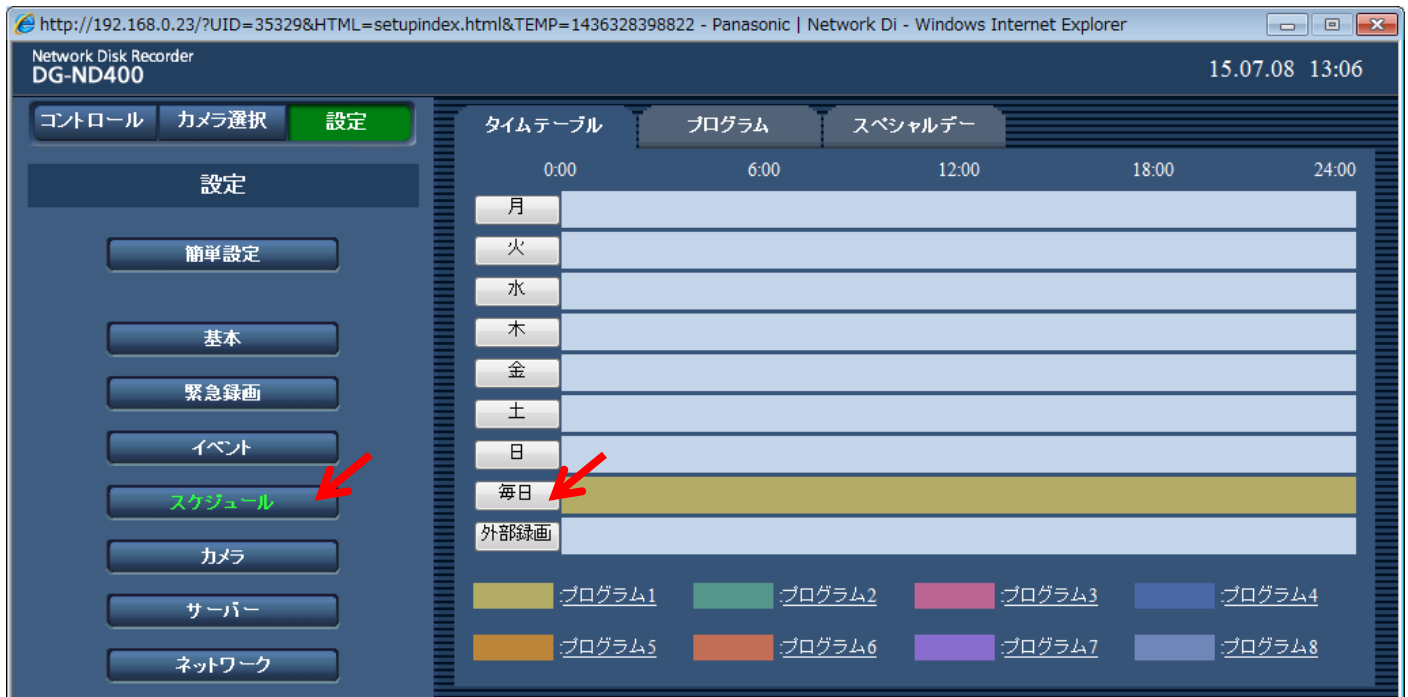 http://192.168.0.23/?UID=35329&HTML=setupindex.html&TEMP=1436328398822 - Panasonic | Network Di - Windows Internet Explorer
Network Disk Recorder
DG-ND400
15.07.08 13:06
コントロール カメラ選択 設定
設定
簡単設定
基本
緊急録画
イベント
スケジュール
カメラ
サーバー
ネットワーク
タイムテーブル プログラム スペシャルデー
0:00 6:00 12:00 18:00 24:00
月
火
水
木
金
土
日
毎日
外部録画
:プログラム1 :プログラム2 :プログラム3 :プログラム4
:プログラム5 :プログラム6 :プログラム7 :プログラム8